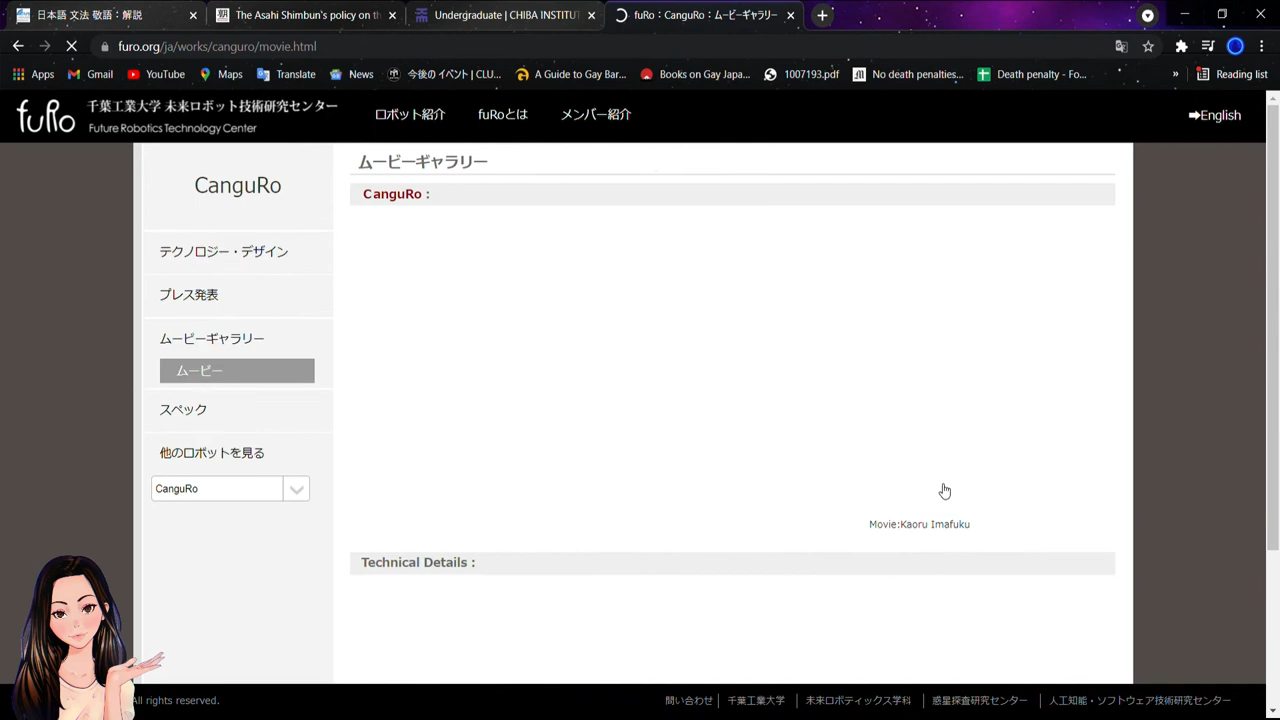 日本語 文法 敬語：解説
The Asahi Shimbun's policy on th
Undergraduate | CHIBA INSTITUT
fuRo：CanguRo：ムービーギャラリー
furo.org/ja/works/canguro/movie.html
Apps
Gmail
YouTube
Maps
Translate
News
今後のイベント | CLU...
A Guide to Gay Bar...
Books on Gay Japa...
1007193.pdf
No death penalties...
Death penalty - Fo...
»
Reading list
fuRo
千葉工業大学 未来ロボット技術研究センター
Future Robotics Technology Center
ロボット紹介
fuRoとは
メンバー紹介
➡English
CanguRo
テクノロジー・デザイン
プレス発表
ムービーギャラリー
ムービー
スペック
他のロボットを見る
CanguRo
ムービーギャラリー
CanguRo :
Movie:Kaoru Imafuku
Technical Details :
All rights reserved.
問い合わせ
千葉工業大学
未来ロボティックス学科
惑星探査研究センター
人工知能・ソフトウェア技術研究センター